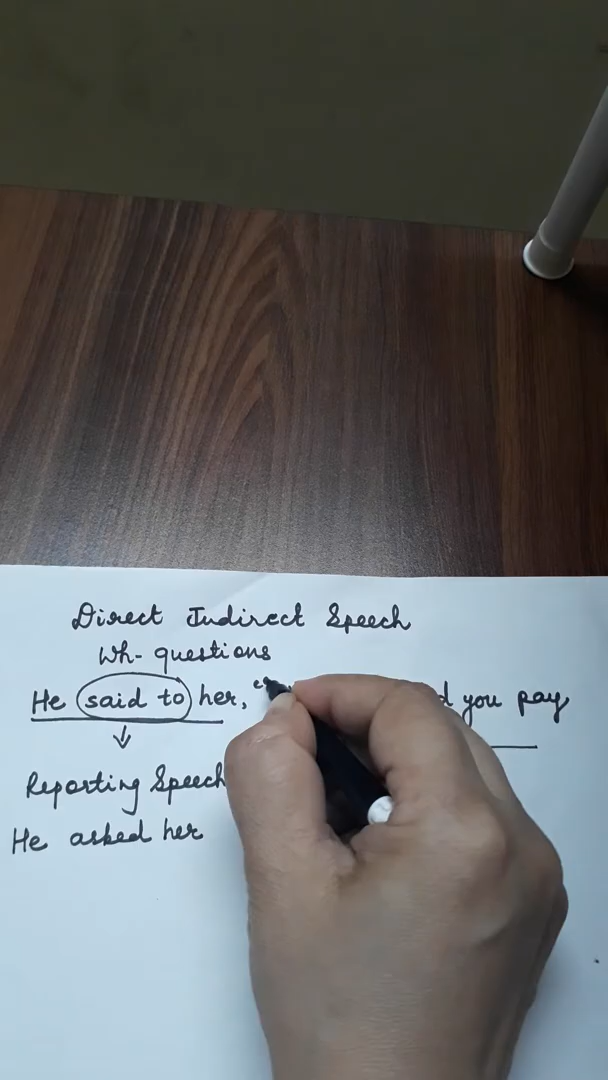 Direct Indirect Speech
Wh- questions
He said to her, " you pay
Reporting Speech
He asked her